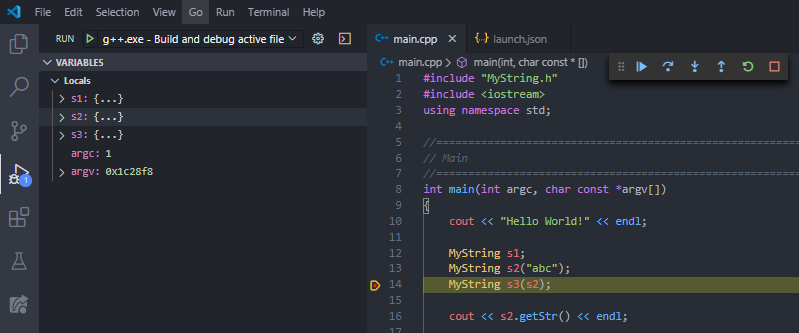 File Edit Selection View Go Run Terminal Help
RUN g++.exe - Build and debug active file
main.cpp launch.json
VARIABLES
main.cpp > main(int, char const * [])
Locals
s1: {...}
s2: {...}
s3: {...}
argc: 1
argv: 0x1c28f8
1
1 #include "MyString.h"
2 #include <iostream>
3 using namespace std;
4
5 //======================================================
6 // Main
7 //======================================================
8 int main(int argc, char const *argv[])
9 {
10 cout << "Hello World!" << endl;
11
12 MyString s1;
13 MyString s2("abc");
14 MyString s3(s2);
15
16 cout << s2.getStr() << endl;
17